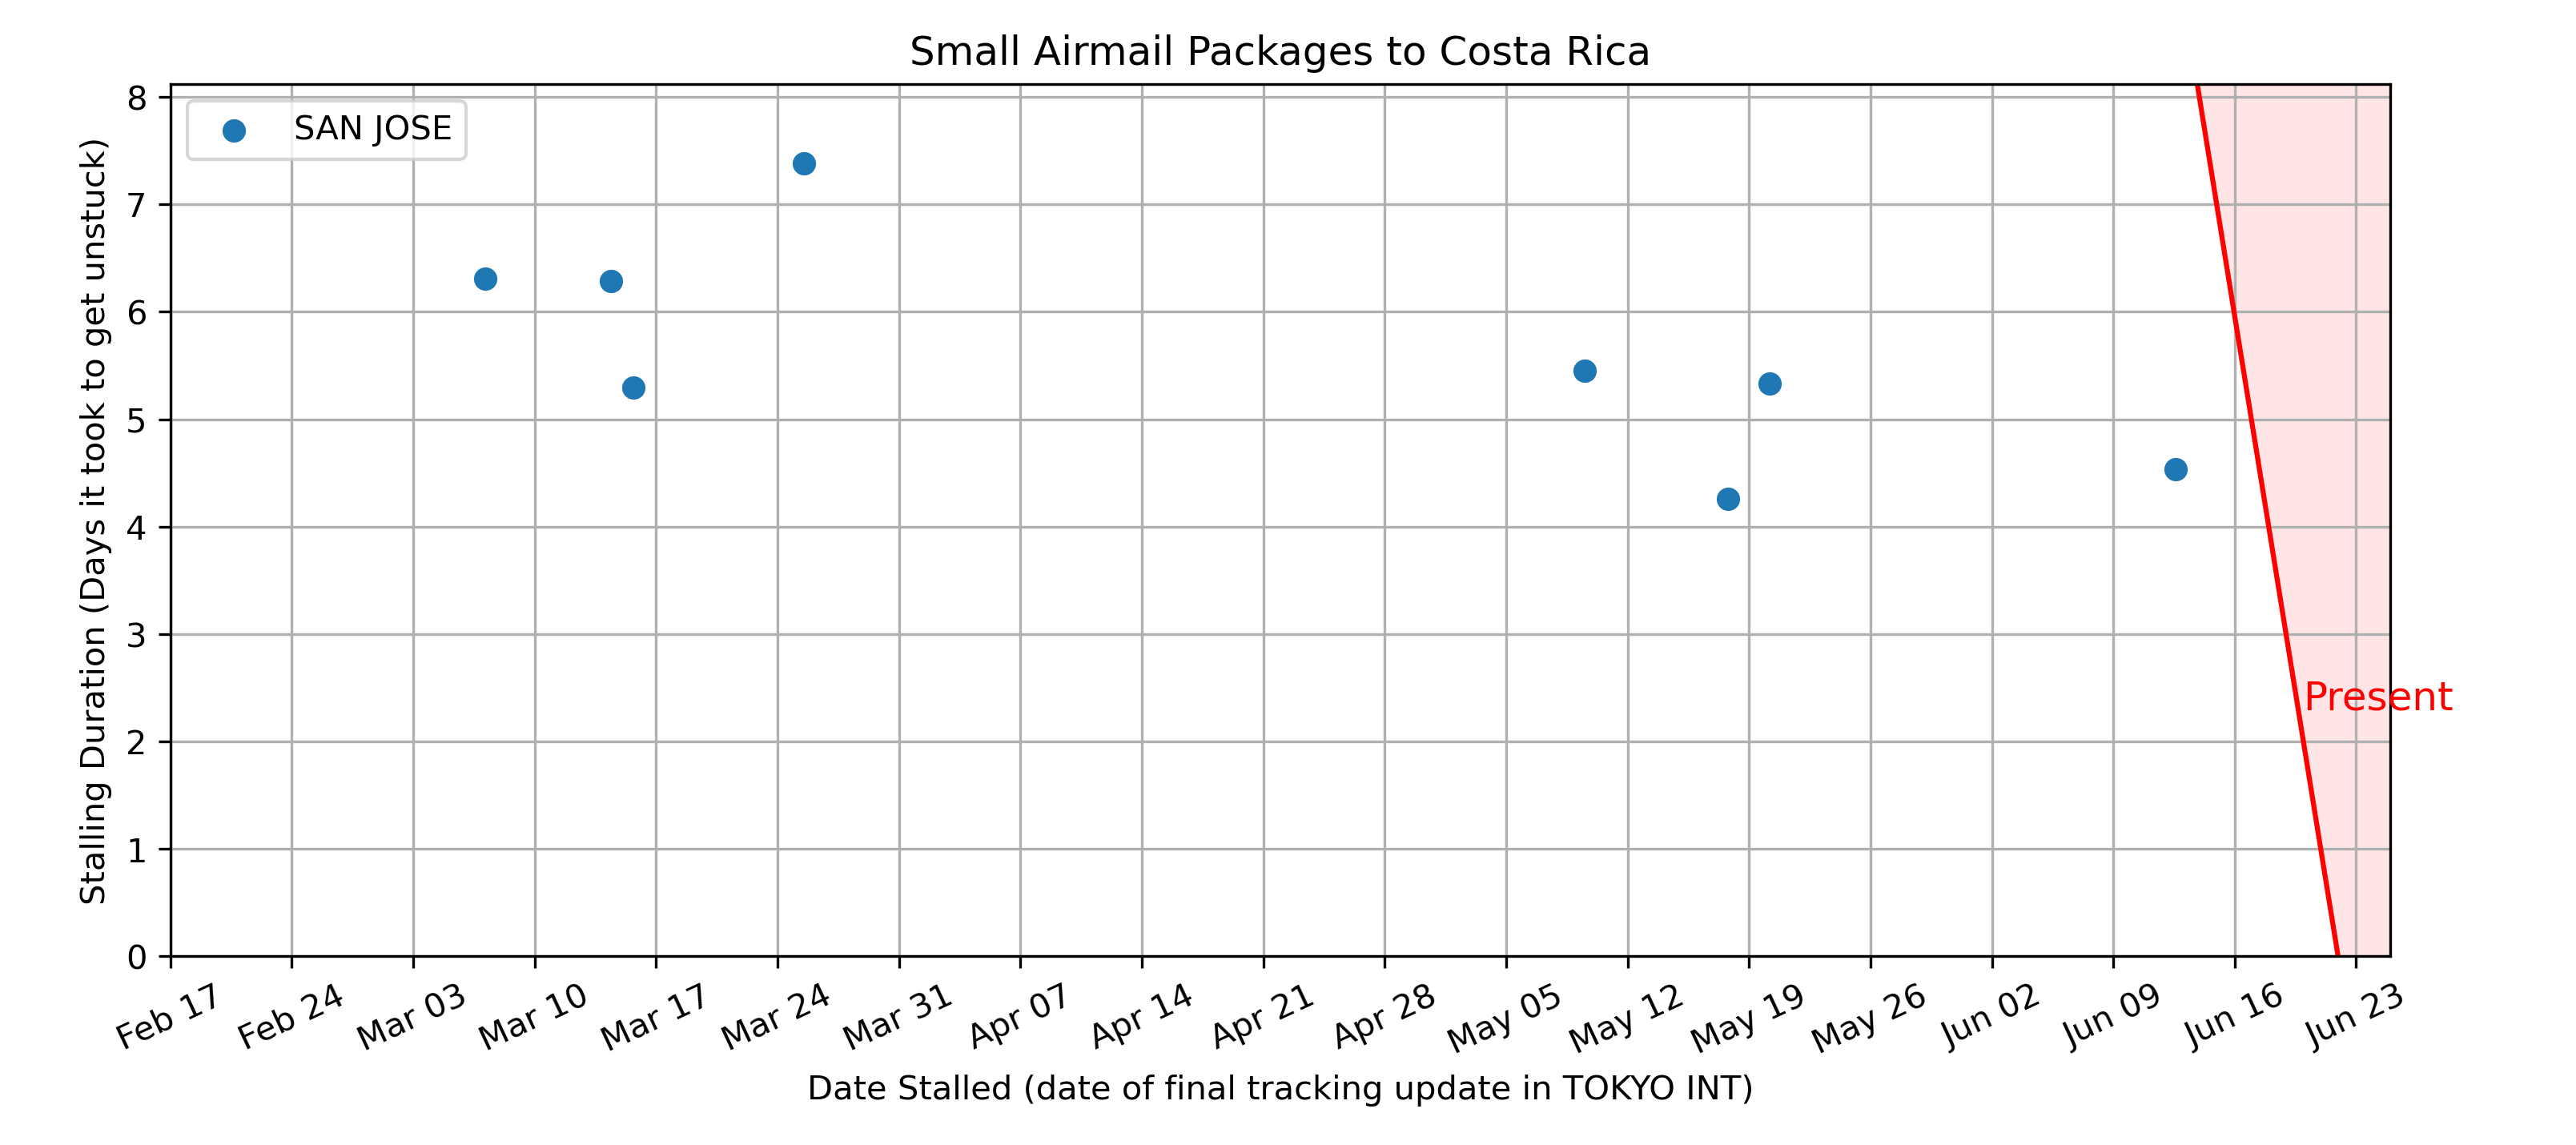 Small Airmail Packages to Costa Rica
SAN JOSE
8
7
6
5
4
3
2
1
0
Stalling Duration (Days it took to get unstuck)
Present
Feb 17
Feb 24
Mar 03
Mar 10
Mar 17
Mar 24
Mar 31
Apr 07
Apr 14
Apr 21
Apr 28
May 05
May 12
May 19
May 26
Jun 02
Jun 09
Jun 16
Jun 23
Date Stalled (date of final tracking update in TOKYO INT)